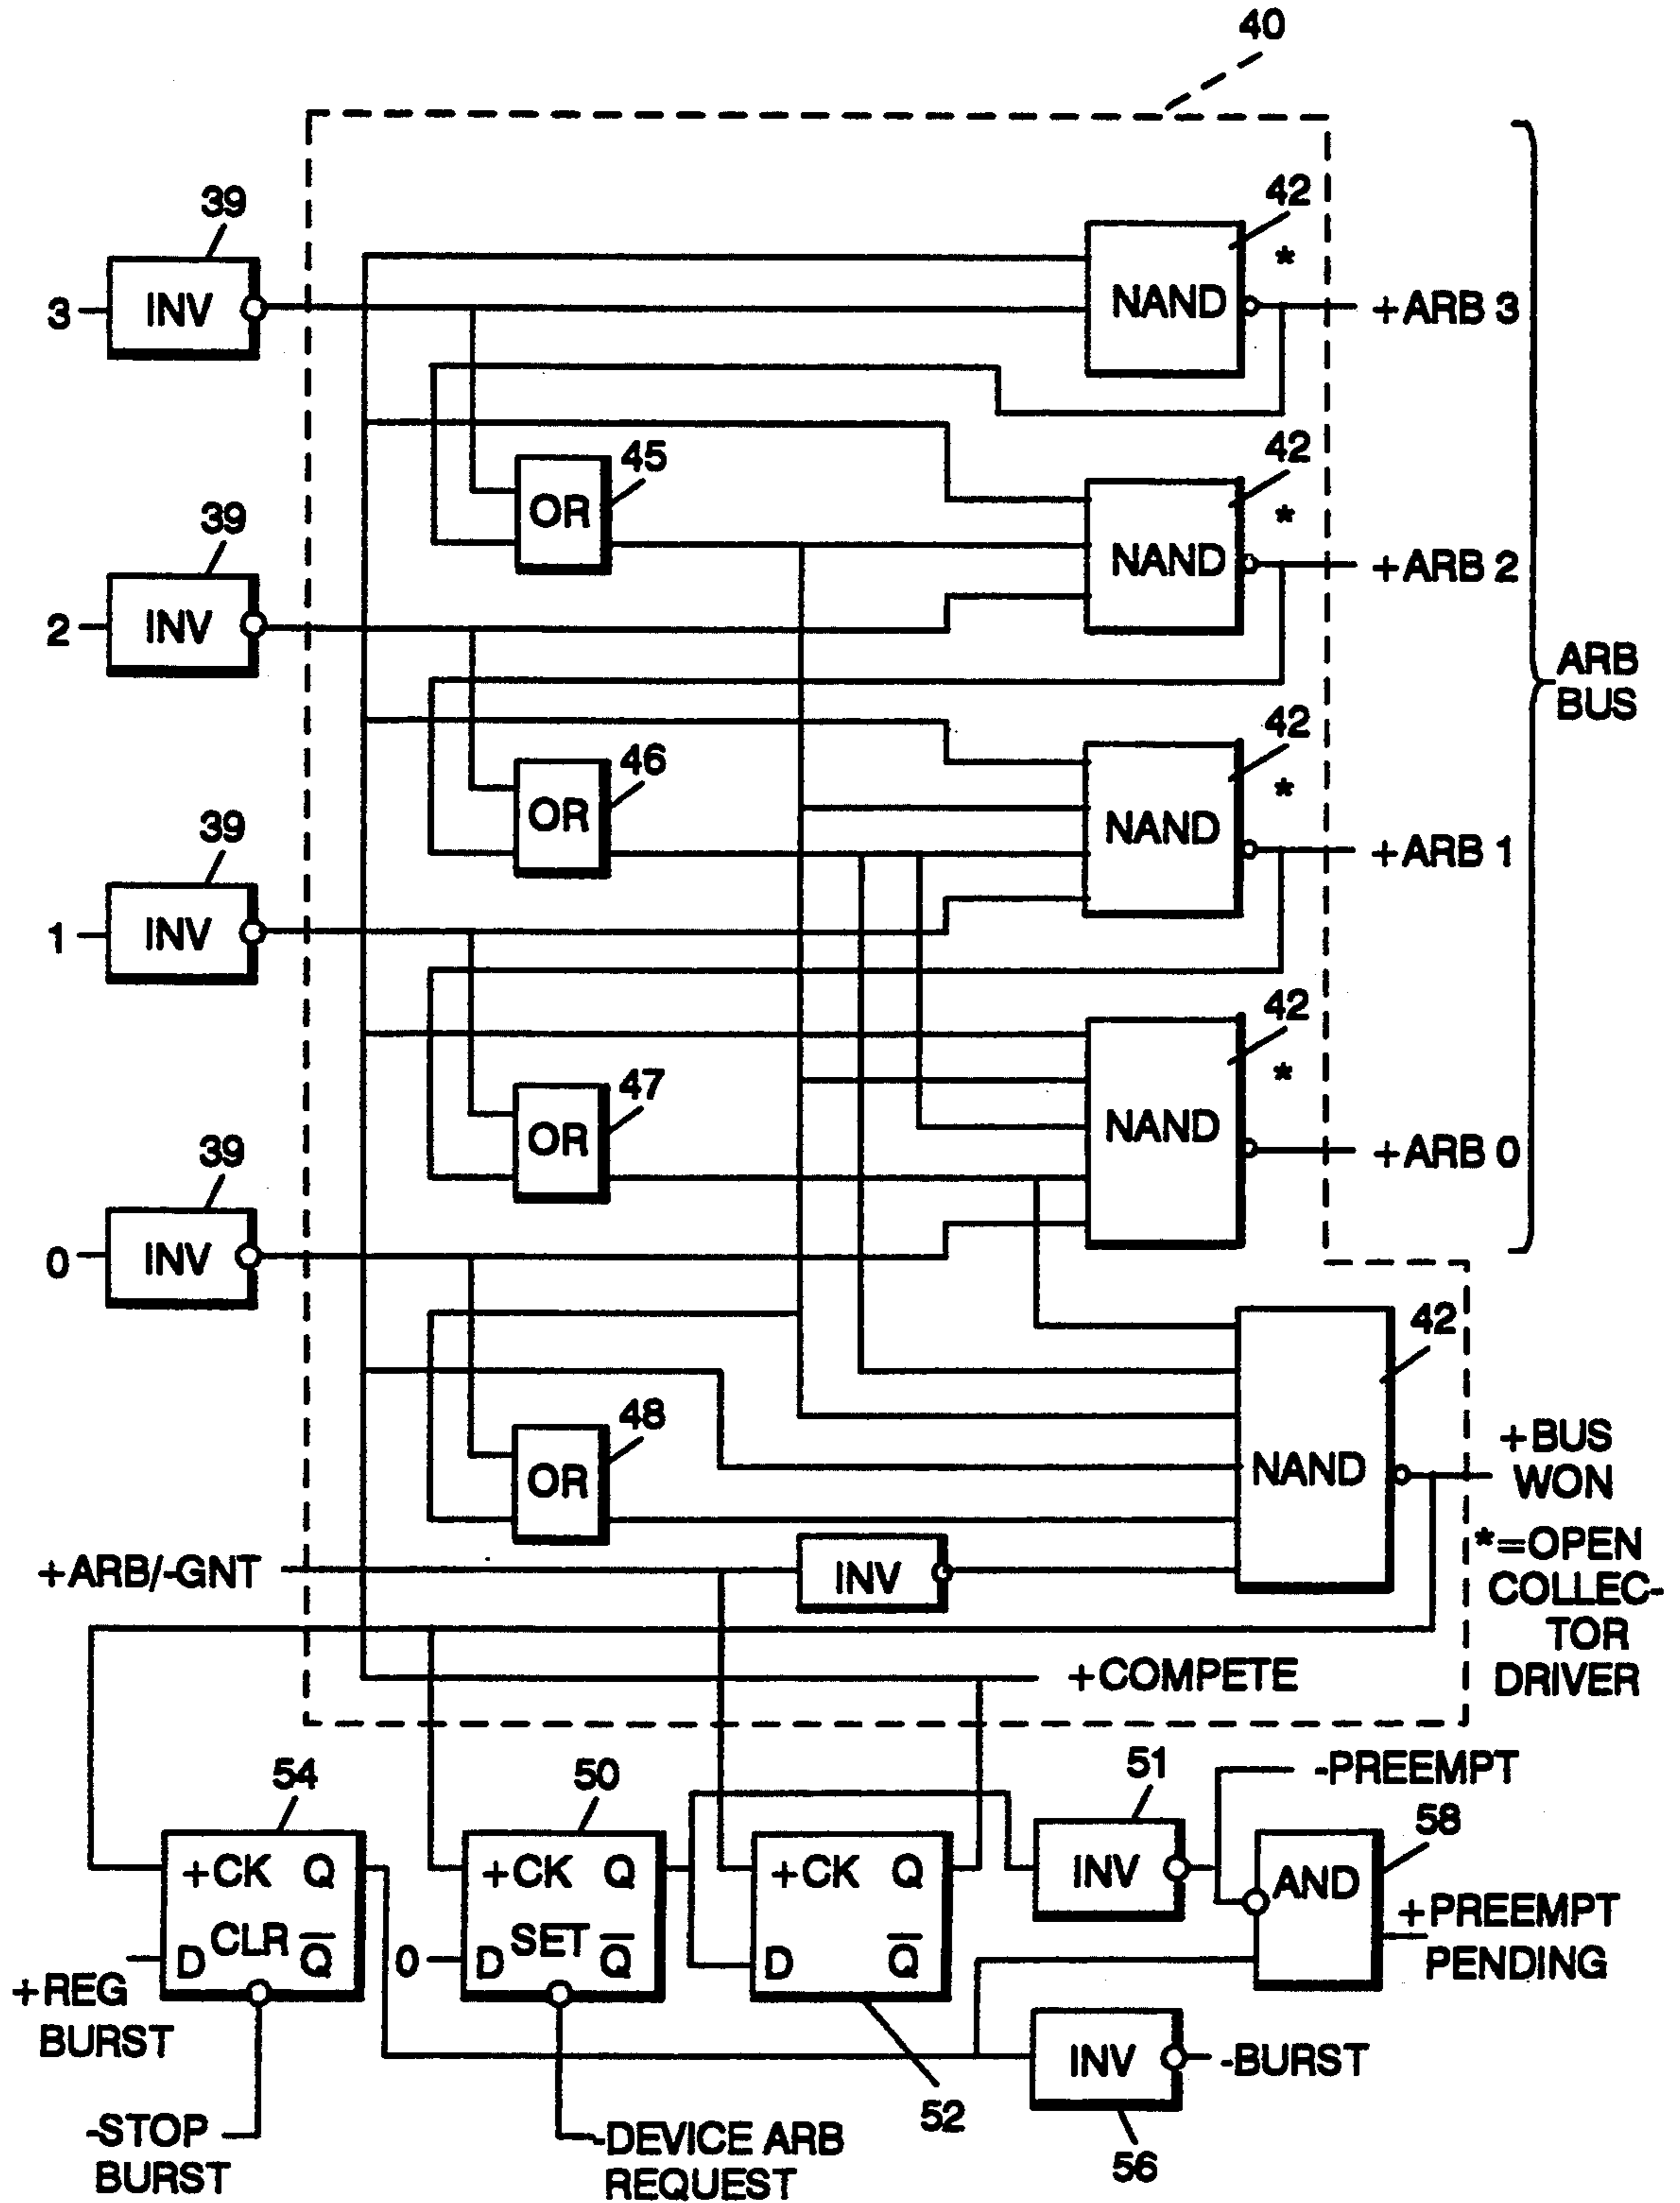 40
39
42
*
3
INV
NAND
+ARB 3
45
OR
42
*
39
2
INV
NAND
+ARB 2
ARB
BUS
46
OR
42
*
39
1
INV
NAND
+ARB 1
47
OR
42
*
39
0
INV
NAND
+ARB 0
48
OR
42
NAND
+BUS
WON
+ARB/-GNT
INV
*=OPEN
COLLEC-
TOR
DRIVER
+COMPETE
54
50
51
-PREEMPT
58
+CK Q
D CLR Q̅
+CK Q
0 D SET Q̅
+CK Q
D Q̅
INV
AND
+PREEMPT
PENDING
+REG
BURST
INV
-BURST
52
56
-STOP
BURST
-DEVICE ARB
REQUEST